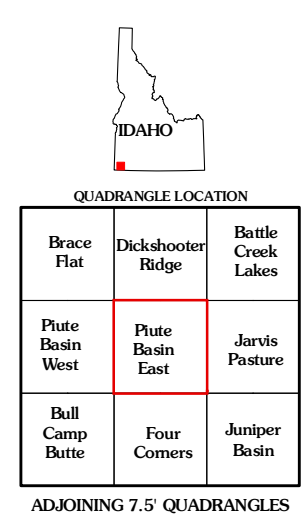 IDAHO
QUADRANGLE LOCATION
Brace
Flat
Dickshooter
Ridge
Battle
Creek
Lakes
Piute
Basin
West
Piute
Basin
East
Jarvis
Pasture
Bull
Camp
Butte
Four
Corners
Juniper
Basin
ADJOINING 7.5' QUADRANGLES